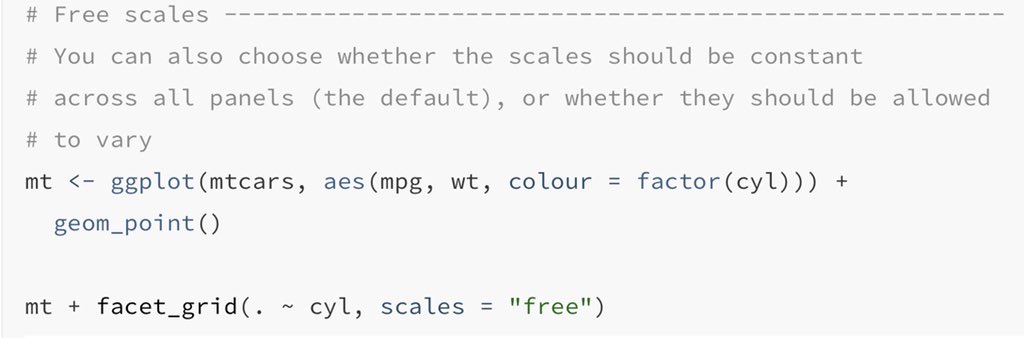 # Free scales -------------------------------------------------------
# You can also choose whether the scales should be constant
# across all panels (the default), or whether they should be allowed
# to vary
mt <- ggplot(mtcars, aes(mpg, wt, colour = factor(cyl))) +
  geom_point()

mt + facet_grid(. ~ cyl, scales = "free")